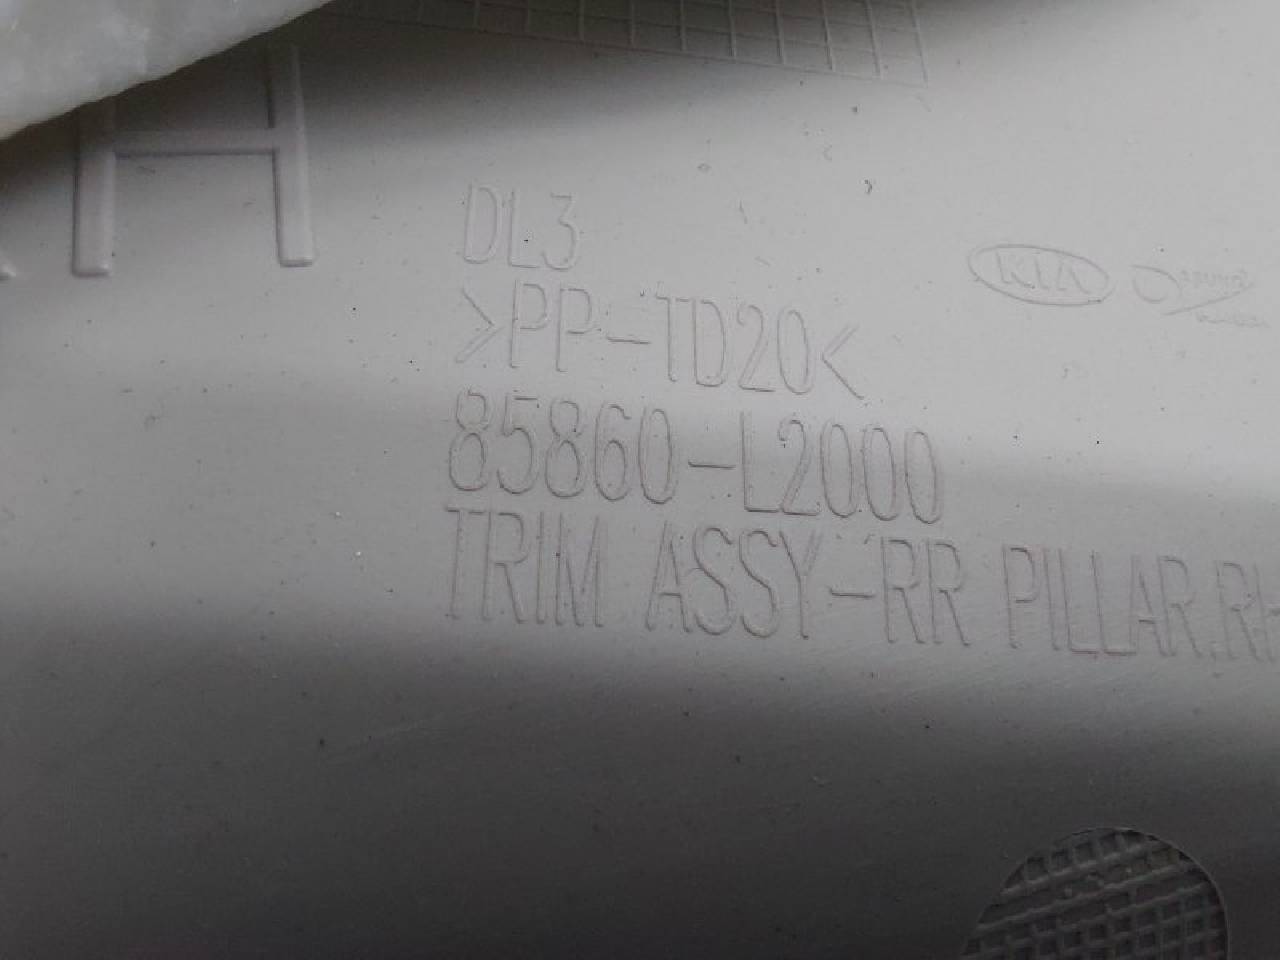 H
DL3
KIA
>PP-TD20<
85860-L2000
TRIM ASSY-RR PILLAR,RH